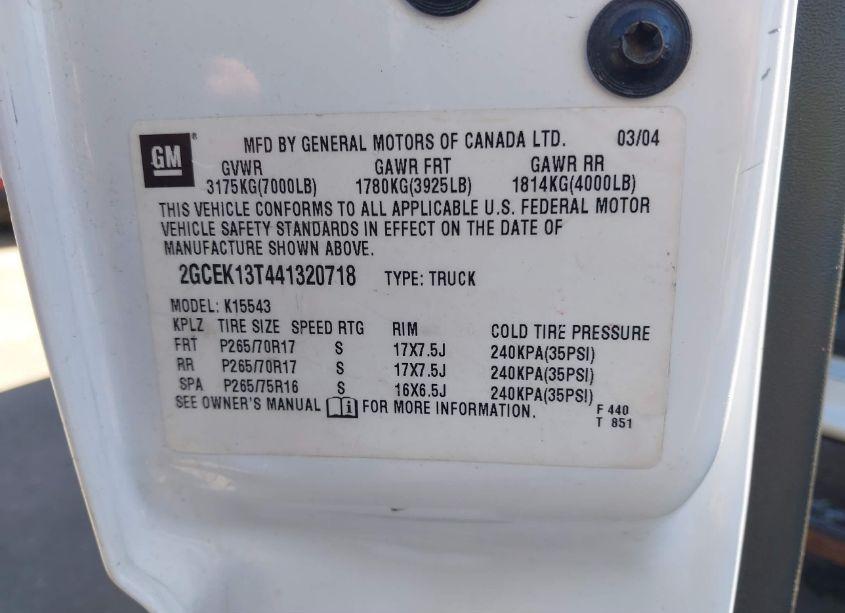 GM ® MFD BY GENERAL MOTORS OF CANADA LTD. 03/04
GVWR GAWR FRT GAWR RR
3175KG(7000LB) 1780KG(3925LB) 1814KG(4000LB)
THIS VEHICLE CONFORMS TO ALL APPLICABLE U.S. FEDERAL MOTOR
VEHICLE SAFETY STANDARDS IN EFFECT ON THE DATE OF
MANUFACTURE SHOWN ABOVE.
2GCEK13T441320718 TYPE: TRUCK
MODEL: K15543
KPLZ TIRE SIZE SPEED RTG RIM COLD TIRE PRESSURE
FRT P265/70R17 S 17X7.5J 240KPA(35PSI)
RR P265/70R17 S 17X7.5J 240KPA(35PSI)
SPA P265/75R16 S 16X6.5J 240KPA(35PSI)
SEE OWNER'S MANUAL FOR MORE INFORMATION. F 440
T 851